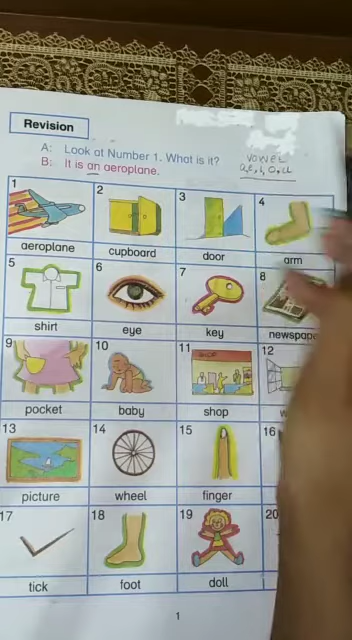 Revision
A: Look at Number 1. What is it?
B: It is an aeroplane.
VOWEL
a, e, i, o, u
1 2 3 4
aeroplane cupboard door arm
5 6 7 8
shirt eye key newspape
9 10 11 12
SHOP
pocket baby shop w
13 14 15 16
picture wheel finger
17 18 19 20
tick foot doll
1